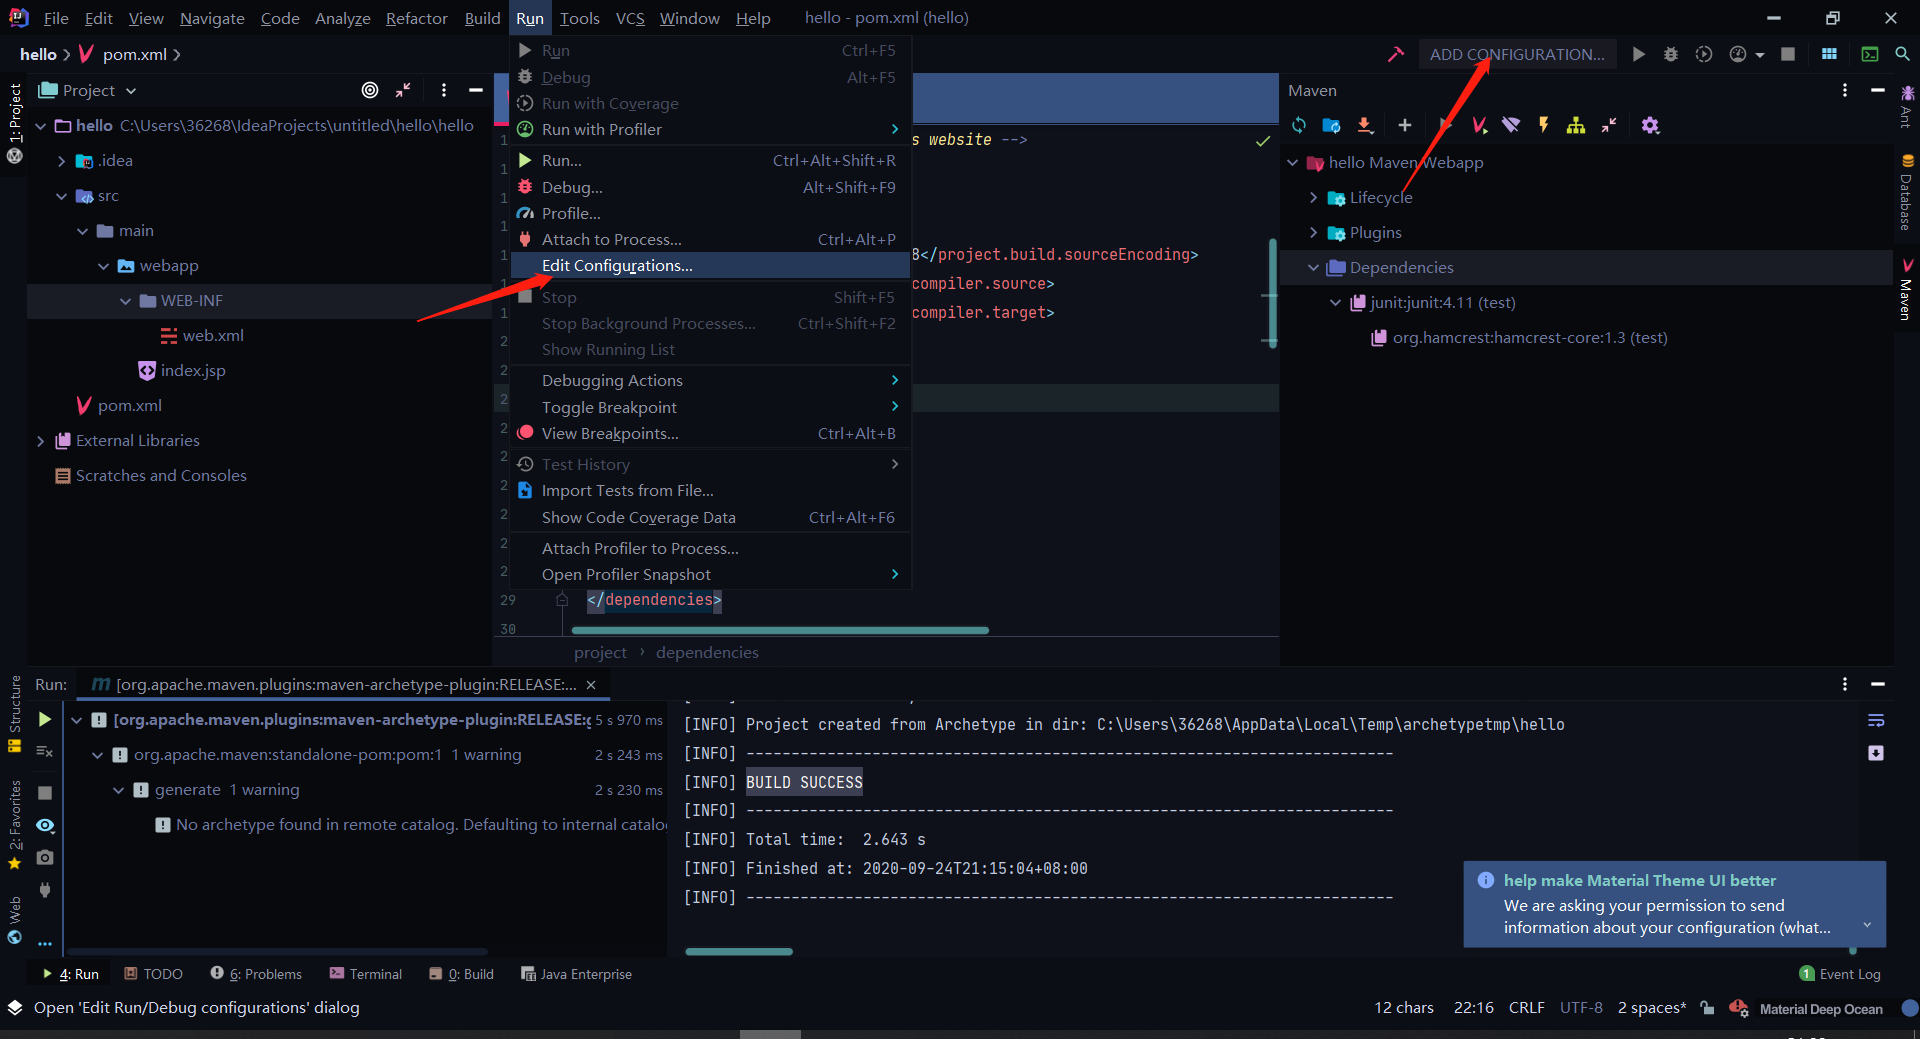 File Edit View Navigate Code Analyze Refactor Build Run Tools VCS Window Help hello - pom.xml (hello)
hello pom.xml
ADD CONFIGURATION...
1: Project
Project
hello C:\Users\36268\IdeaProjects\untitled\hello\hello
.idea
src
main
webapp
WEB-INF
web.xml
index.jsp
pom.xml
External Libraries
Scratches and Consoles
Run Ctrl+F5
Debug Alt+F5
Run with Coverage
Run with Profiler
Run... Ctrl+Alt+Shift+R
Debug... Alt+Shift+F9
Profile...
Attach to Process... Ctrl+Alt+P
Edit Configurations...
Stop Shift+F5
Stop Background Processes... Ctrl+Shift+F2
Show Running List
Debugging Actions
Toggle Breakpoint
View Breakpoints... Ctrl+Alt+B
Test History
Import Tests from File...
Show Code Coverage Data Ctrl+Alt+F6
Attach Profiler to Process...
Open Profiler Snapshot
s website -->
8</project.build.sourceEncoding>
compiler.source>
compiler.target>
29 </dependencies>
30
project › dependencies
Maven
hello Maven Webapp
Lifecycle
Plugins
Dependencies
junit:junit:4.11 (test)
org.hamcrest:hamcrest-core:1.3 (test)
Ant
Database
Maven
Structure
2: Favorites
Web
Run: [org.apache.maven.plugins:maven-archetype-plugin:RELEASE:...
[org.apache.maven.plugins:maven-archetype-plugin:RELEASE:g 5 s 970 ms
org.apache.maven:standalone-pom:pom:1 1 warning 2 s 243 ms
generate 1 warning 2 s 230 ms
No archetype found in remote catalog. Defaulting to internal catalo
[INFO] Project created from Archetype in dir: C:\Users\36268\AppData\Local\Temp\archetypetmp\hello
[INFO] ------------------------------------------------------------------------
[INFO] BUILD SUCCESS
[INFO] ------------------------------------------------------------------------
[INFO] Total time: 2.643 s
[INFO] Finished at: 2020-09-24T21:15:04+08:00
[INFO] ------------------------------------------------------------------------
help make Material Theme UI better
We are asking your permission to send
information about your configuration (what...
4: Run TODO 6: Problems Terminal 0: Build Java Enterprise 1 Event Log
Open 'Edit Run/Debug configurations' dialog 12 chars 22:16 CRLF UTF-8 2 spaces* Material Deep Ocean